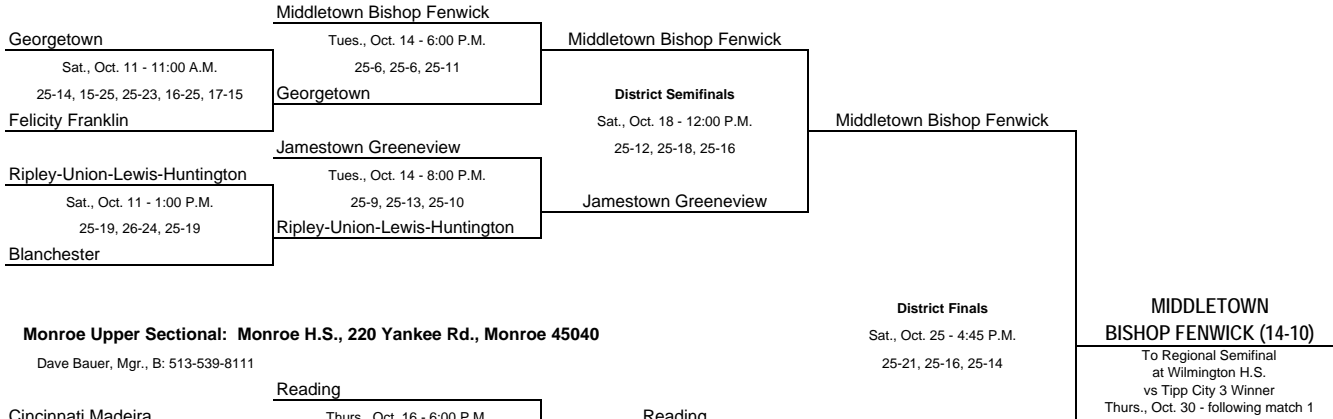 Middletown Bishop Fenwick
Georgetown
Tues., Oct. 14 - 6:00 P.M.
Middletown Bishop Fenwick
Sat., Oct. 11 - 11:00 A.M.
25-6, 25-6, 25-11
25-14, 15-25, 25-23, 16-25, 17-15
Georgetown
District Semifinals
Felicity Franklin
Sat., Oct. 18 - 12:00 P.M.
Middletown Bishop Fenwick
Jamestown Greeneview
25-12, 25-18, 25-16
Ripley-Union-Lewis-Huntington
Tues., Oct. 14 - 8:00 P.M.
Sat., Oct. 11 - 1:00 P.M.
25-9, 25-13, 25-10
Jamestown Greeneview
25-19, 26-24, 25-19
Ripley-Union-Lewis-Huntington
Blanchester
District Finals
MIDDLETOWN
Monroe Upper Sectional: Monroe H.S., 220 Yankee Rd., Monroe 45040
Sat., Oct. 25 - 4:45 P.M.
BISHOP FENWICK (14-10)
Dave Bauer, Mgr., B: 513-539-8111
25-21, 25-16, 25-14
To Regional Semifinal
at Wilmington H.S.
vs Tipp City 3 Winner
Thurs., Oct. 30 - following match 1
Reading
Cincinnati Madeira
Thurs., Oct. 16 - 6:00 P.M.
Reading